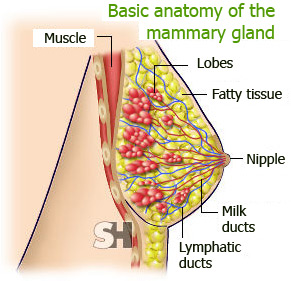 Basic anatomy of the
mammary gland
Muscle
Lobes
Fatty tissue
Nipple
Milk
ducts
Lymphatic
ducts
SH